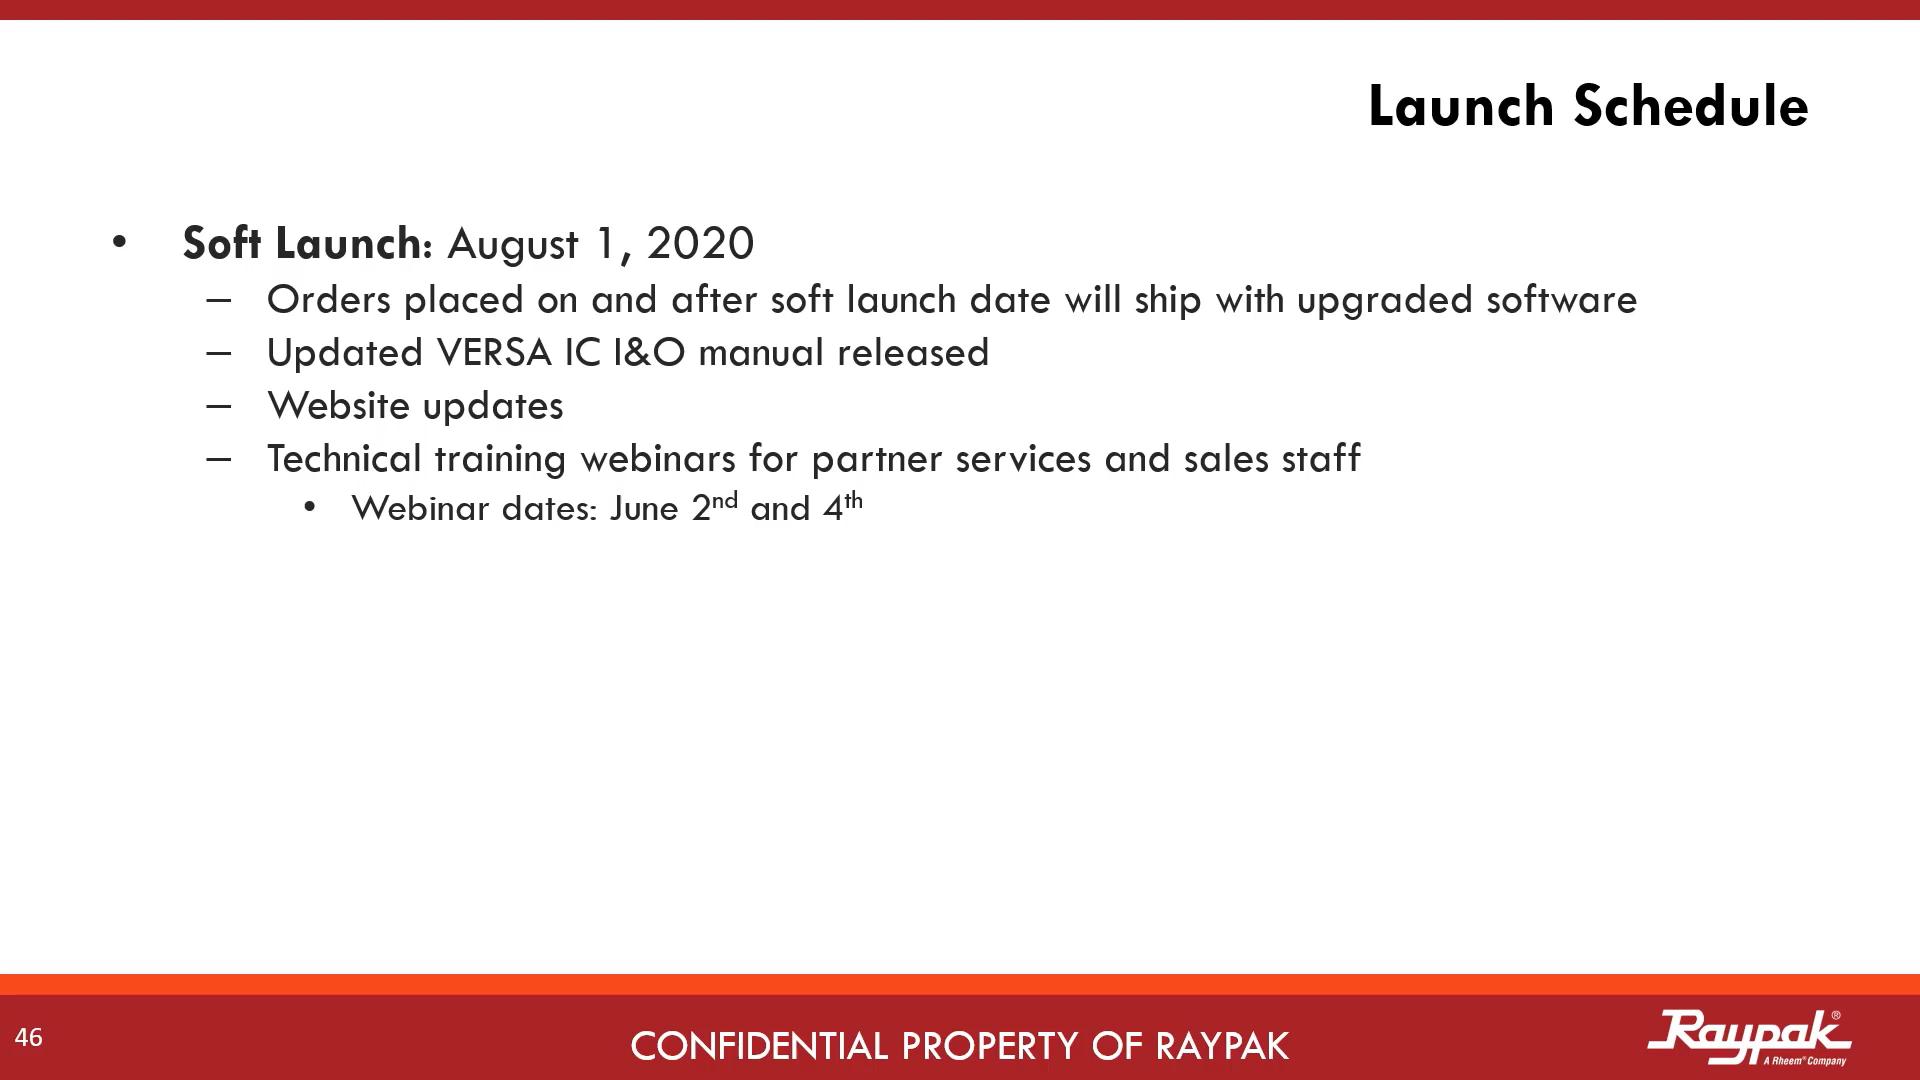 Launch Schedule
• Soft Launch: August 1, 2020
– Orders placed on and after soft launch date will ship with upgraded software
– Updated VERSA IC I&O manual released
– Website updates
– Technical training webinars for partner services and sales staff
• Webinar dates: June 2nd and 4th
46
CONFIDENTIAL PROPERTY OF RAYPAK
Raypak®
A Rheem® Company